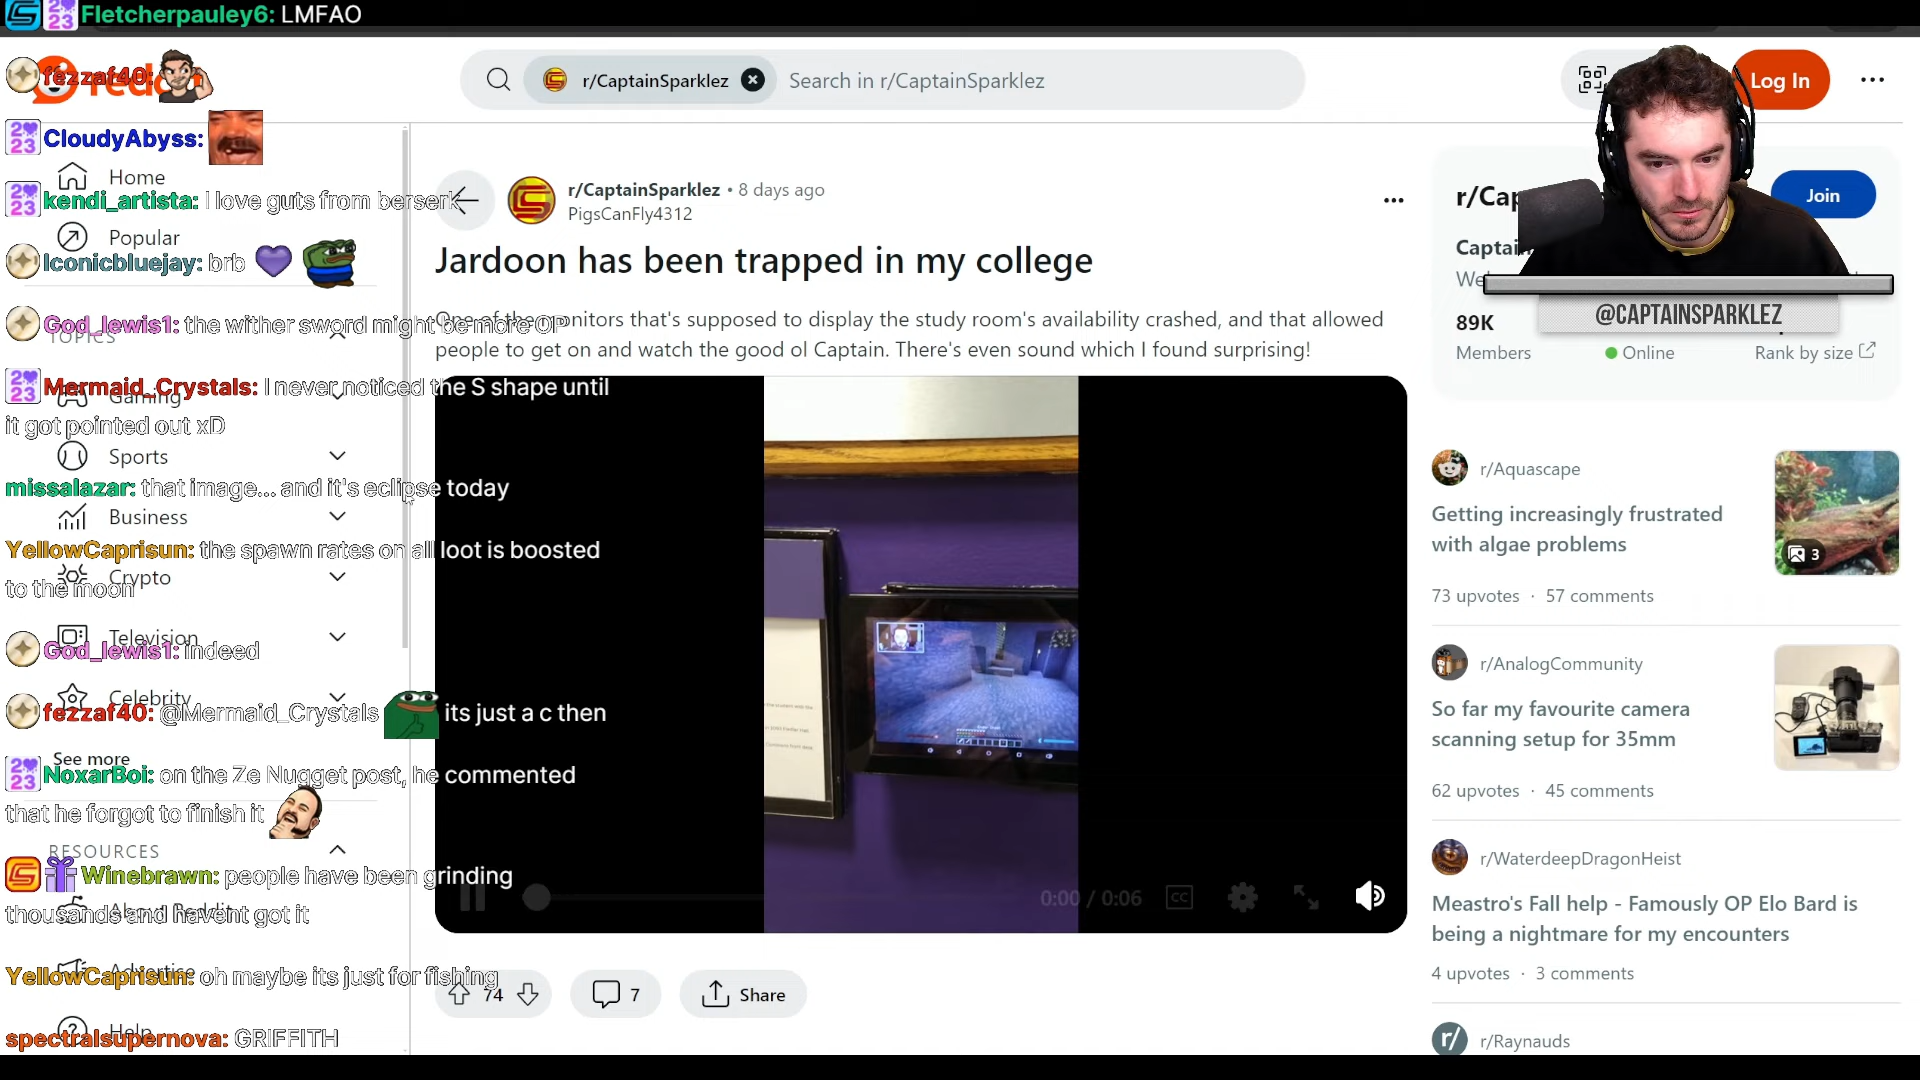 Fletcherpauley6: LMFAO
fezzaf40:
CloudyAbyss:
kendi_artista: I love guts from berserk
Iconicbluejay: brb
God_lewis1: the wither sword might be more OP
Mermaid_Crystals: I never noticed the S shape until
it got pointed out xD
missalazar: that image... and it's eclipse today
YellowCaprisun: the spawn rates on all loot is boosted
to the moon
God_lewis1: indeed
fezzaf40: @Mermaid_Crystals its just a c then
NoxarBoi: on the Ze Nugget post, he commented
that he forgot to finish it
Winebrawn: people have been grinding
thousands and havent got it
YellowCaprisun: oh maybe its just for fishing
spectralsupernova: GRIFFITH
Home
Popular
TOPICS
Gaming
Sports
Business
Crypto
Television
Celebrity
See more
RESOURCES
About Reddit
Advertise
Help
r/CaptainSparklez
Search in r/CaptainSparklez
Log In
r/CaptainSparklez • 8 days ago
PigsCanFly4312
Jardoon has been trapped in my college
One of the monitors that's supposed to display the study room's availability crashed, and that allowed
people to get on and watch the good ol Captain. There's even sound which I found surprising!
0:00 / 0:06
CC
74
7
Share
r/Cap
Join
Captain
We
@CAPTAINSPARKLEZ
89K
Members
Online
Rank by size
r/Aquascape
Getting increasingly frustrated
with algae problems
3
73 upvotes · 57 comments
r/AnalogCommunity
So far my favourite camera
scanning setup for 35mm
62 upvotes · 45 comments
r/WaterdeepDragonHeist
Meastro's Fall help - Famously OP Elo Bard is
being a nightmare for my encounters
4 upvotes · 3 comments
r/
r/Raynauds